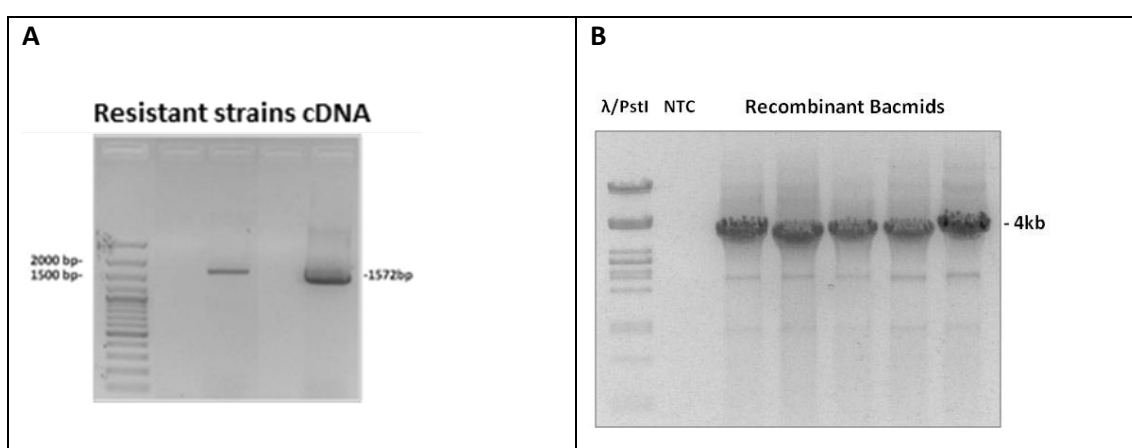 A
Resistant strains cDNA
2000 bp-
1500 bp-
-1572bp
B
λ/PstI NTC Recombinant Bacmids
- 4kb